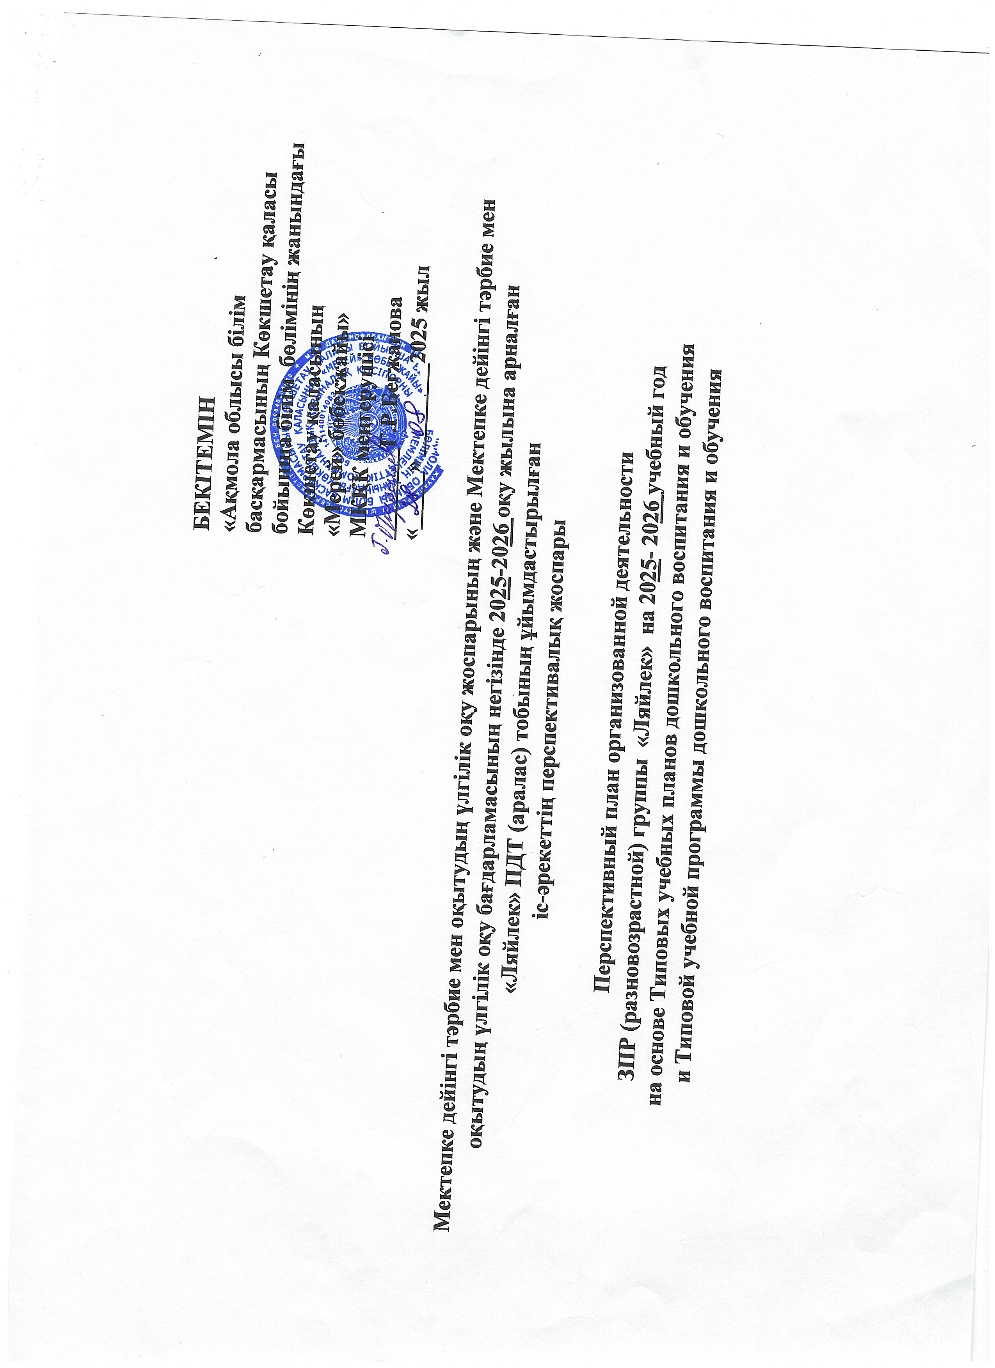 БЕКІТЕМІН
«Ақмола облысы білім
басқармасының Көкшетау қаласы
бойынша білім бөлімінің жанындағы
Көкшетау қаласының
«Мерей» бөбекжайы»
МКҚК меңгерушісі
Т.Р.Бегжанова
«        2025 жыл
Мектепке дейінгі тәрбие мен оқытудың үлгілік оқу жоспарының және Мектепке дейінгі тәрбие мен
оқытудың үлгілік оқу бағдарламасының негізінде 2025-2026 оқу жылына арналған
«Ляйлек» ПДТ (аралас) тобының ұйымдастырылған
іс-әрекеттің перспективалық жоспары
Перспективный план организованной деятельности
ЗПР (разновозрастной) группы «Ляйлек» на 2025- 2026 учебный год
на основе Типовых учебных планов дошкольного воспитания и обучения
и Типовой учебной программы дошкольного воспитания и обучения